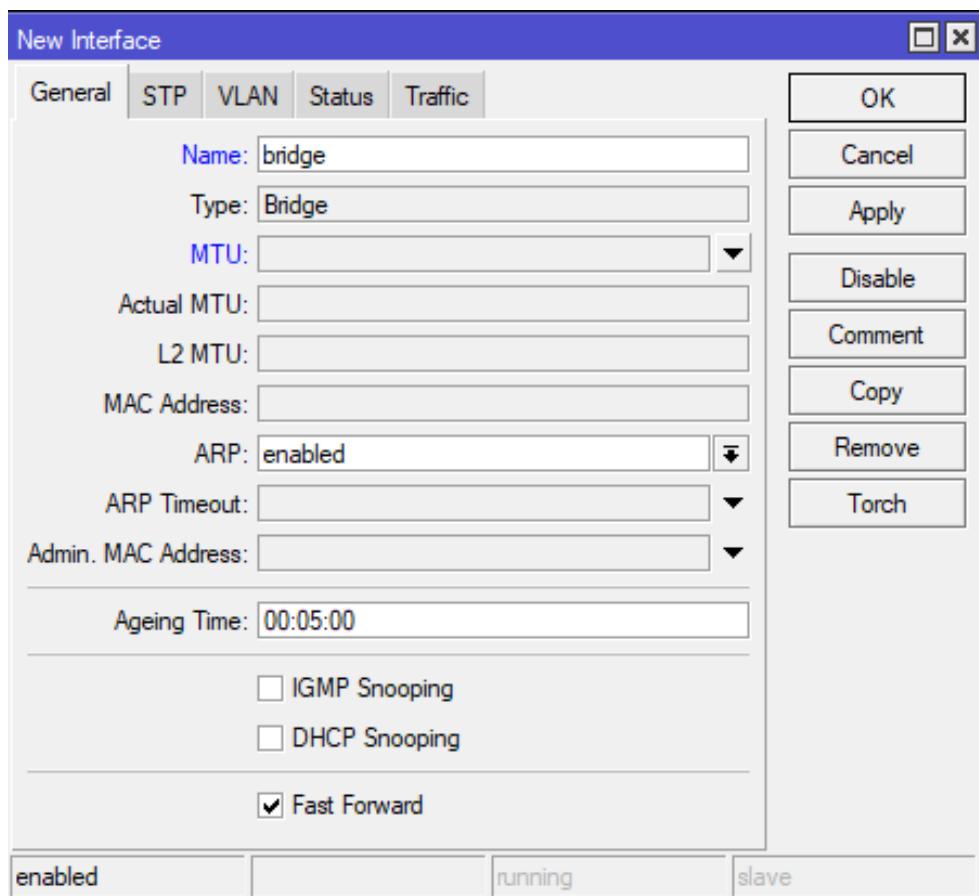 New Interface
General STP VLAN Status Traffic
OK
Name: bridge
Cancel
Type: Bridge
Apply
MTU:
Disable
Actual MTU:
Comment
L2 MTU:
Copy
MAC Address:
Remove
ARP: enabled
Torch
ARP Timeout:
Admin. MAC Address:
Ageing Time: 00:05:00
IGMP Snooping
DHCP Snooping
Fast Forward
enabled running slave